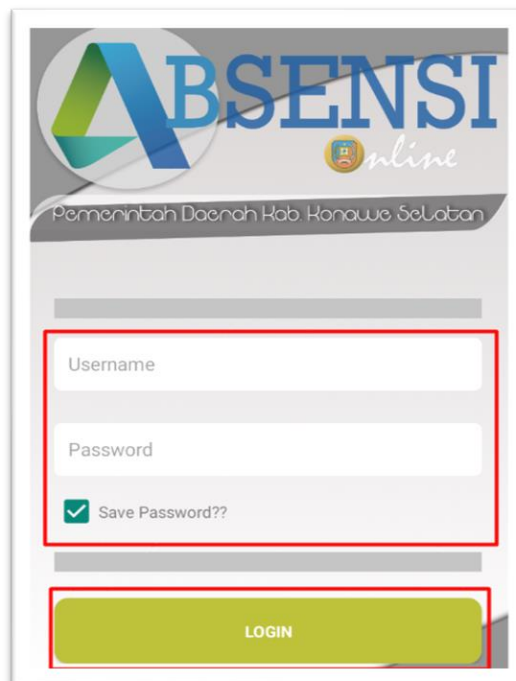 ABSENSI
Online
Pemerintah Daerah Kab. Konawe Selatan
Username
Password
Save Password??
LOGIN